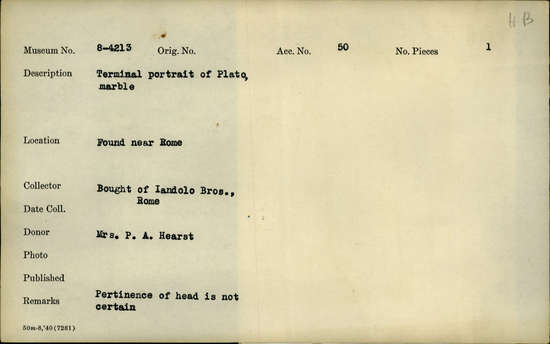 H B
Museum No. 8-4213 Orig. No. Acc. No. 50 No. Pieces 1
Description Terminal portrait of Plato,
marble
Location Found near Rome
Collector Bought of Iandolo Bros.,
Rome
Date Coll.
Donor Mrs. P. A. Hearst
Photo
Published
Remarks Pertinence of head is not
certain
50m-8,'40 (7261)